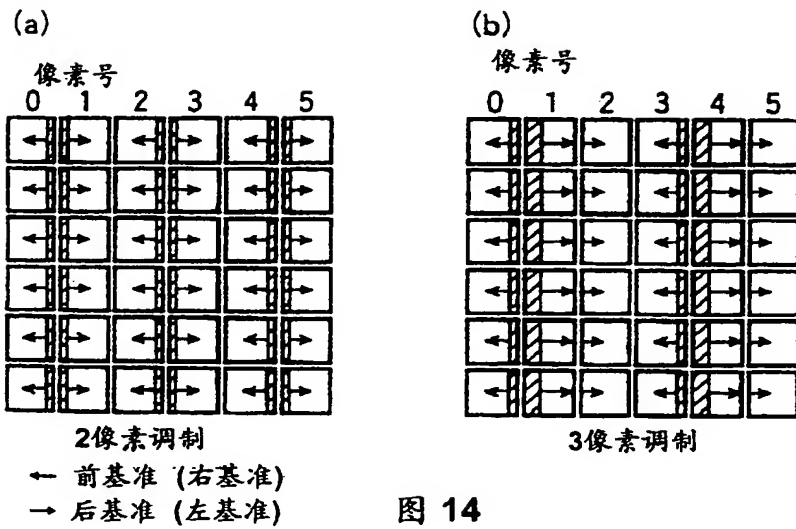 (a)
像素号
0 1 2 3 4 5
2像素调制
← 前基准 (右基准)
→ 后基准 (左基准)
(b)
像素号
0 1 2 3 4 5
3像素调制
图 14